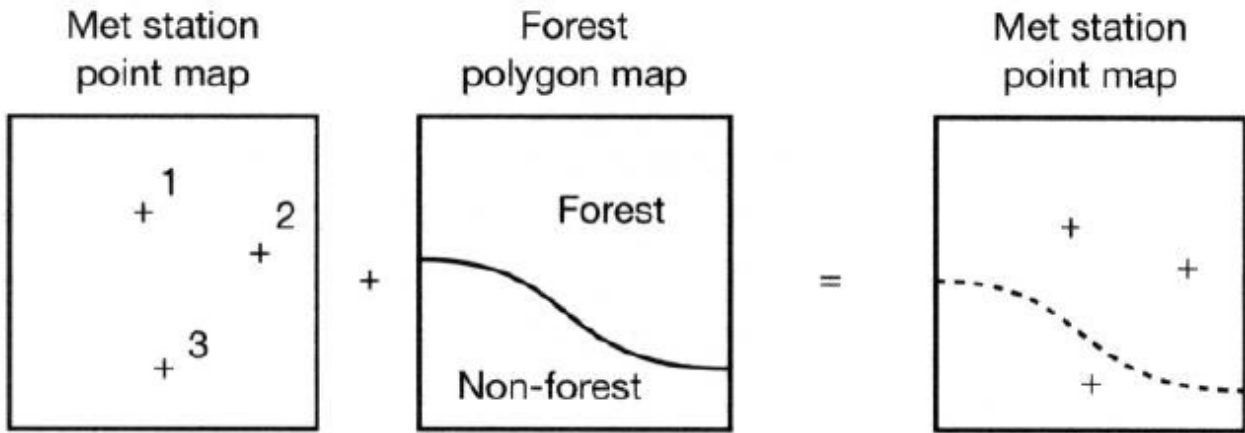 Met station
point map
Forest
polygon map
Met station
point map
1
2
3
+
Forest
Non-forest
=